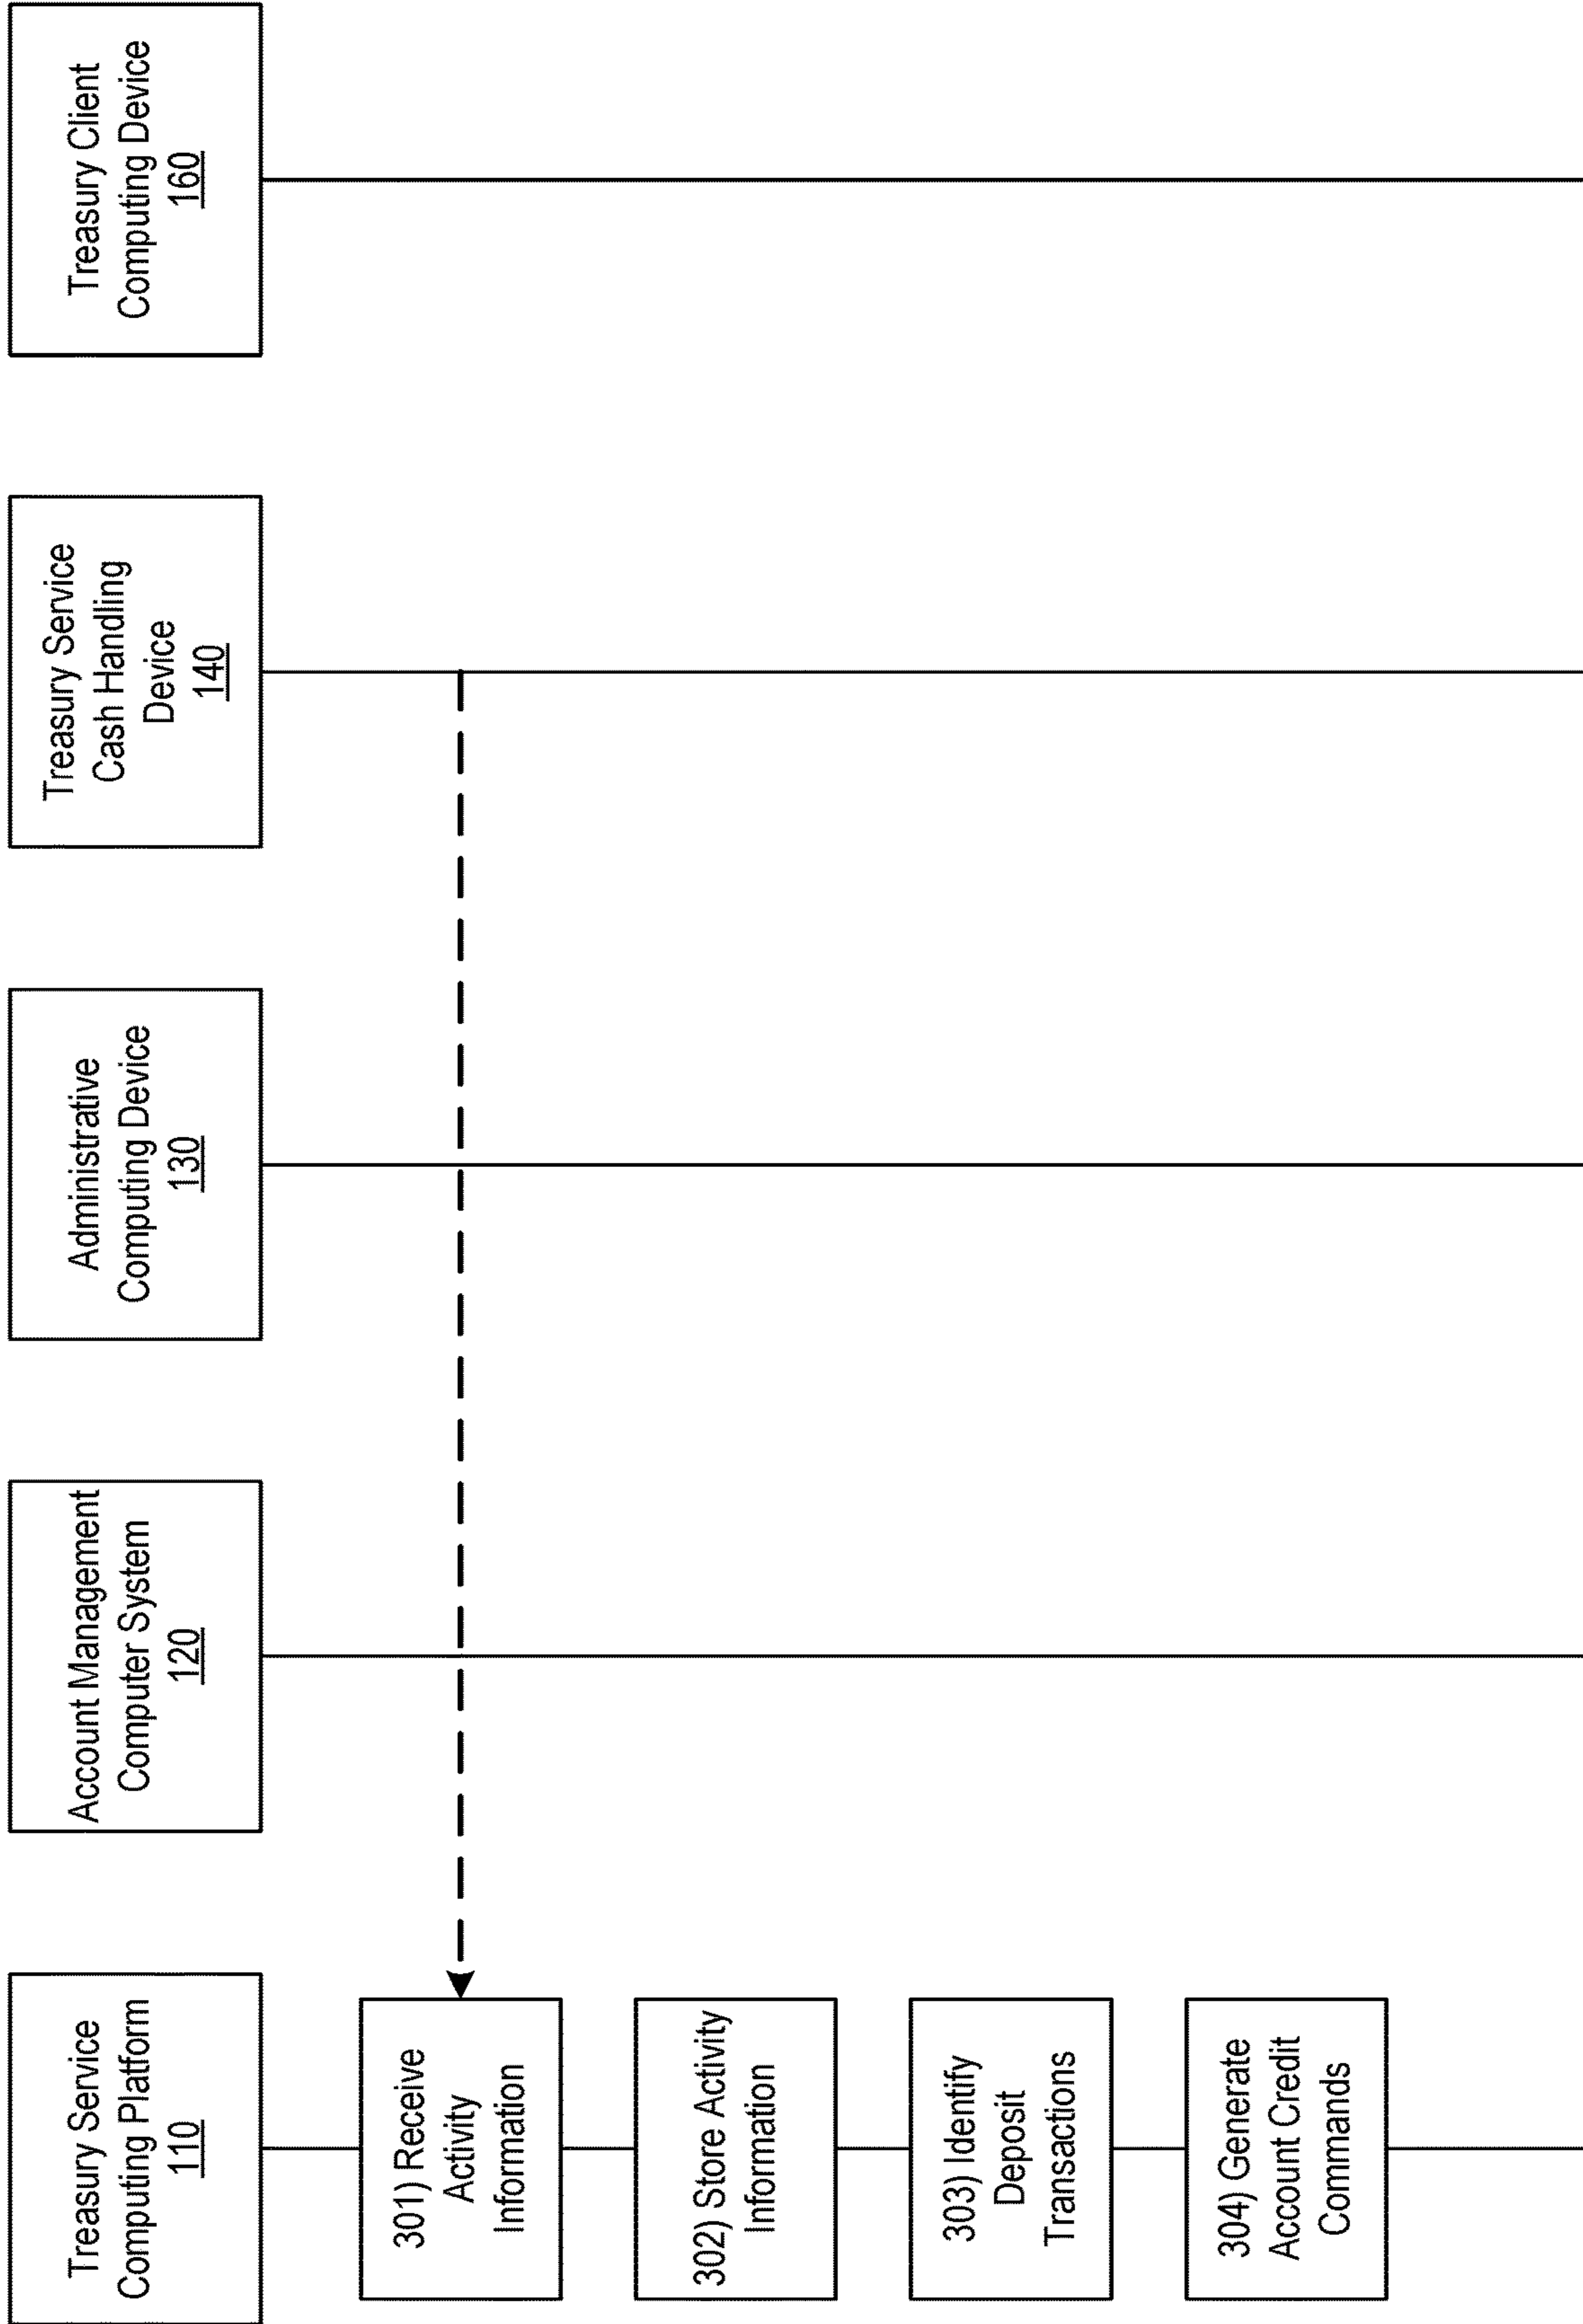 Treasury Service
Computing Platform
110
Account Management
Computer System
120
Administrative
Computing Device
130
Treasury Service
Cash Handling
Device
140
Treasury Client
Computing Device
160
301) Receive
Activity
Information
302) Store Activity
Information
303) Identify
Deposit
Transactions
304) Generate
Account Credit
Commands